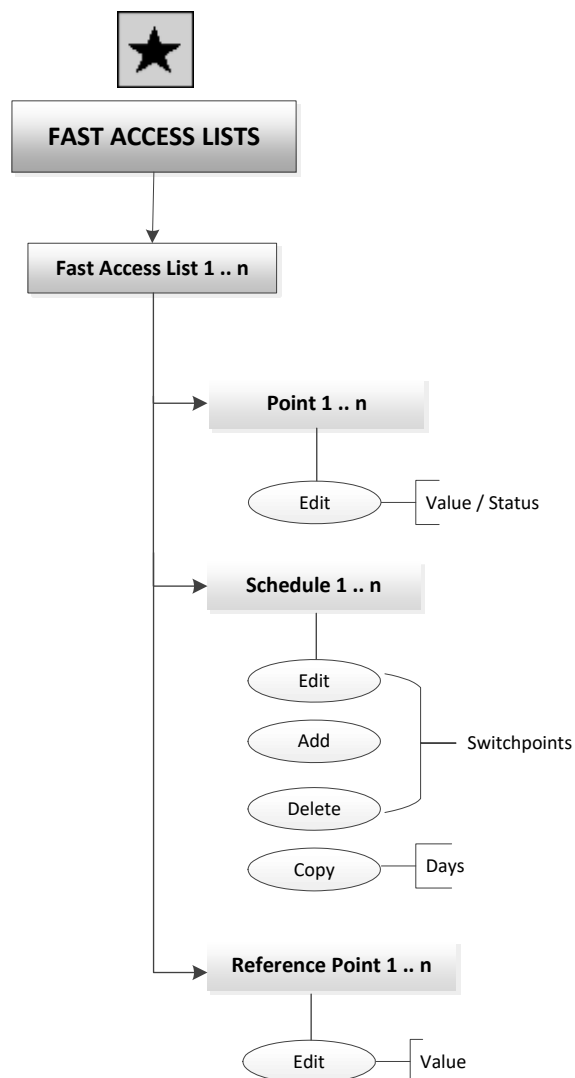 FAST ACCESS LISTS
Fast Access List 1 .. n
Point 1 .. n
Edit
Value / Status
Schedule 1 .. n
Edit
Add
Switchpoints
Delete
Copy
Days
Reference Point 1 .. n
Edit
Value